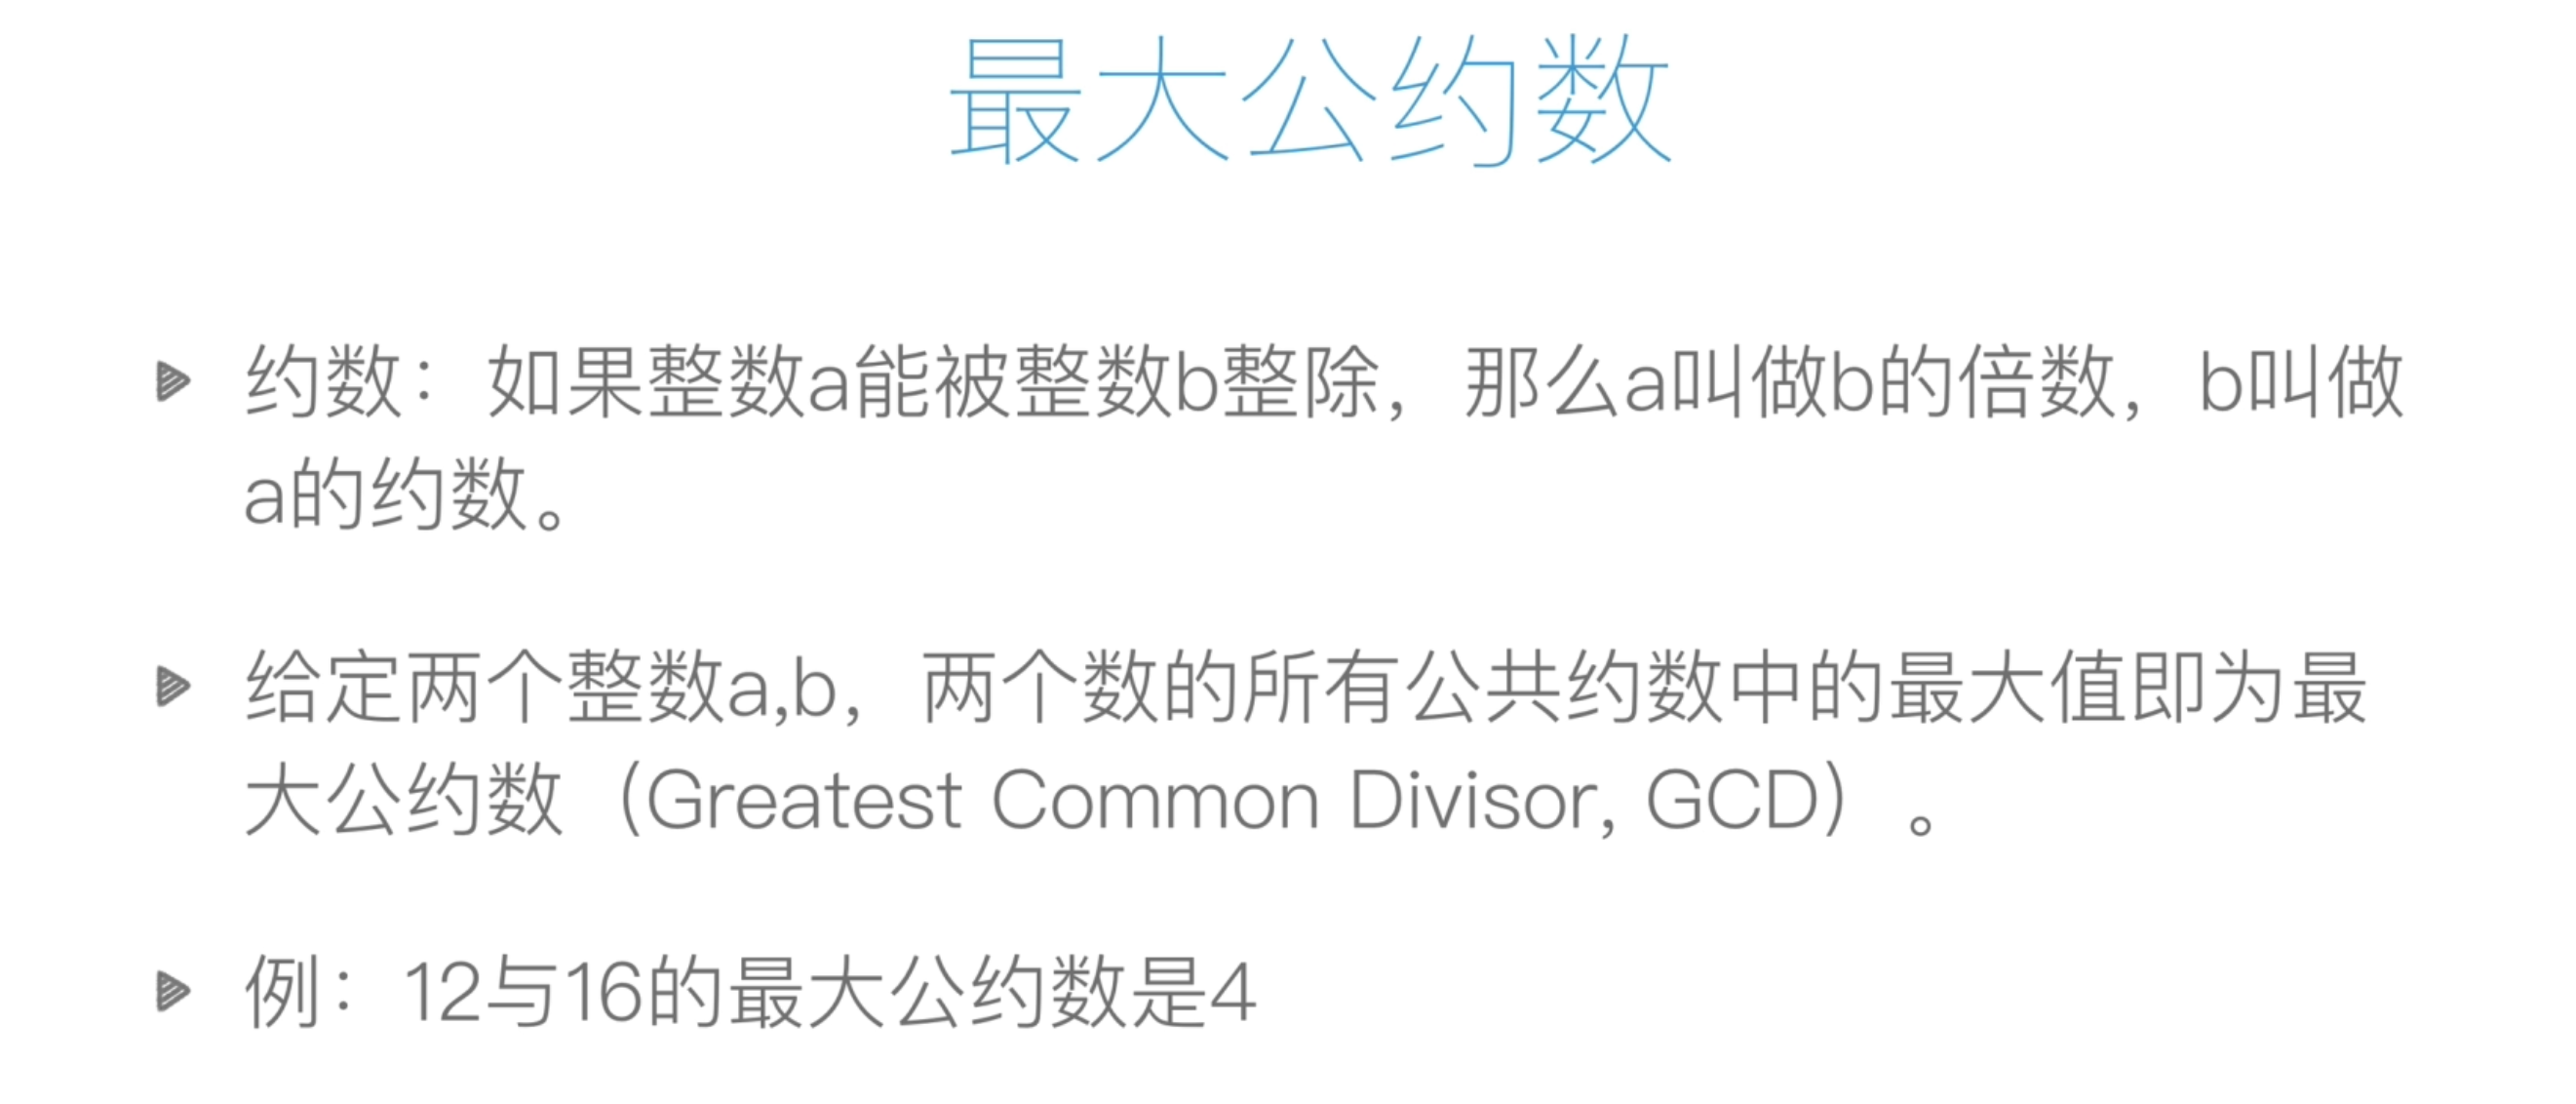 最大公约数
约数：如果整数a能被整数b整除，那么a叫做b的倍数，b叫做
a的约数。
给定两个整数a,b，两个数的所有公共约数中的最大值即为最
大公约数（Greatest Common Divisor, GCD）。
例：12与16的最大公约数是4